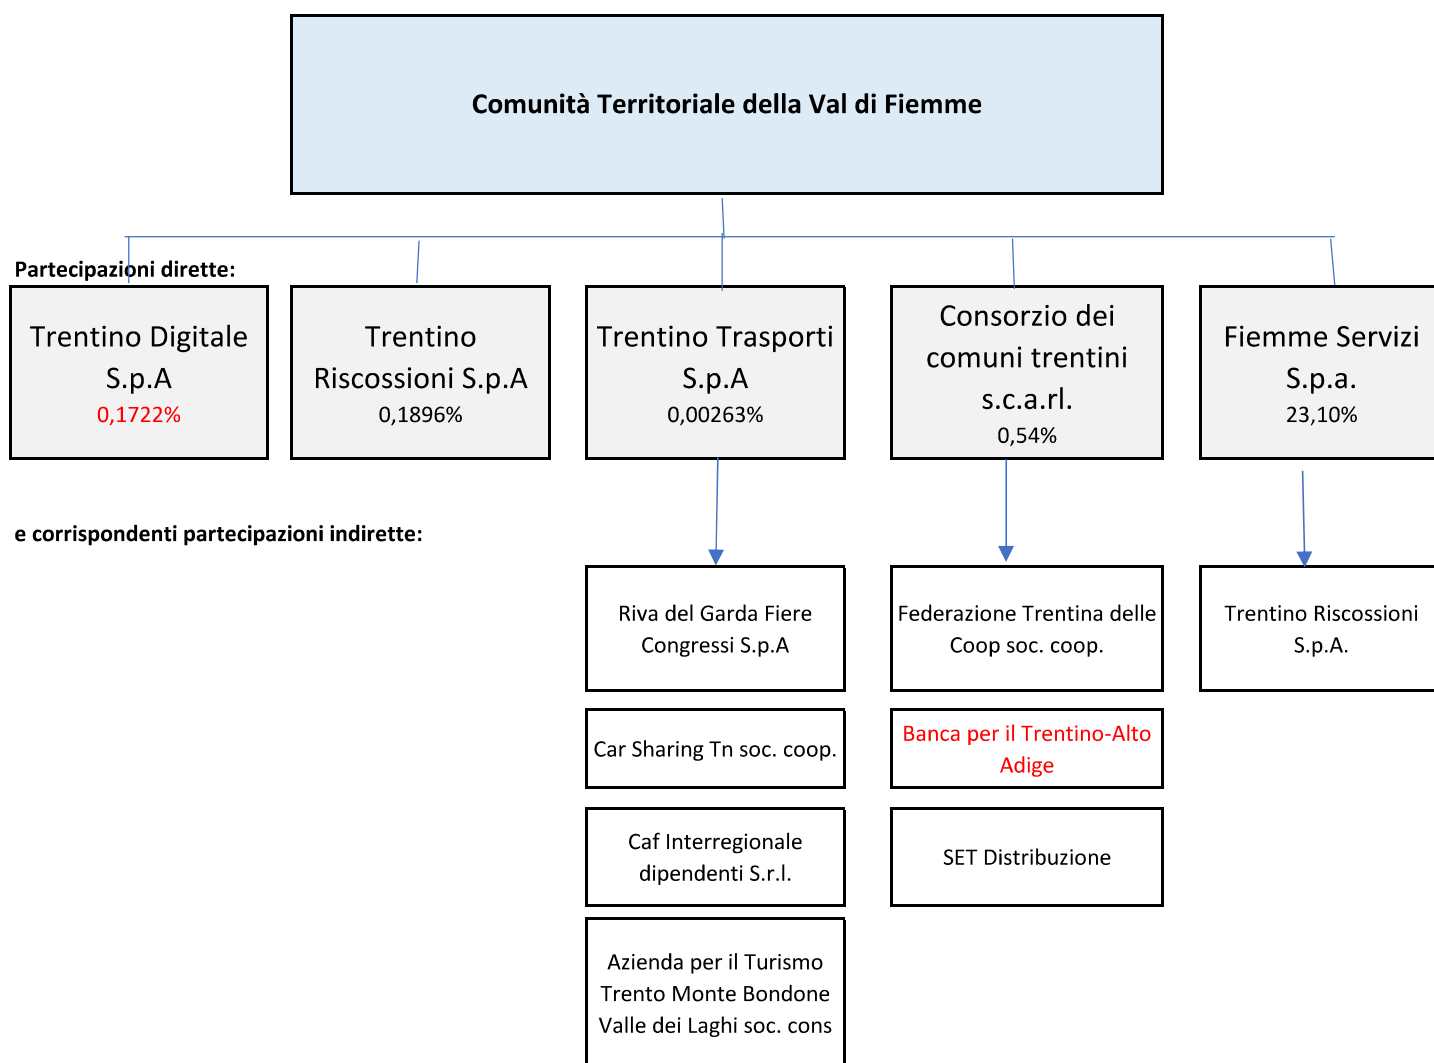 Comunità Territoriale della Val di Fiemme
Partecipazioni dirette:
Trentino Digitale
S.p.A
0,1722%
Trentino
Riscossioni S.p.A
0,1896%
Trentino Trasporti
S.p.A
0,00263%
Consorzio dei
comuni trentini
s.c.a.rl.
0,54%
Fiemme Servizi
S.p.a.
23,10%
e corrispondenti partecipazioni indirette:
Riva del Garda Fiere
Congressi S.p.A
Car Sharing Tn soc. coop.
Caf Interregionale
dipendenti S.r.l.
Azienda per il Turismo
Trento Monte Bondone
Valle dei Laghi soc. cons
Federazione Trentina delle
Coop soc. coop.
Banca per il Trentino-Alto
Adige
SET Distribuzione
Trentino Riscossioni
S.p.A.